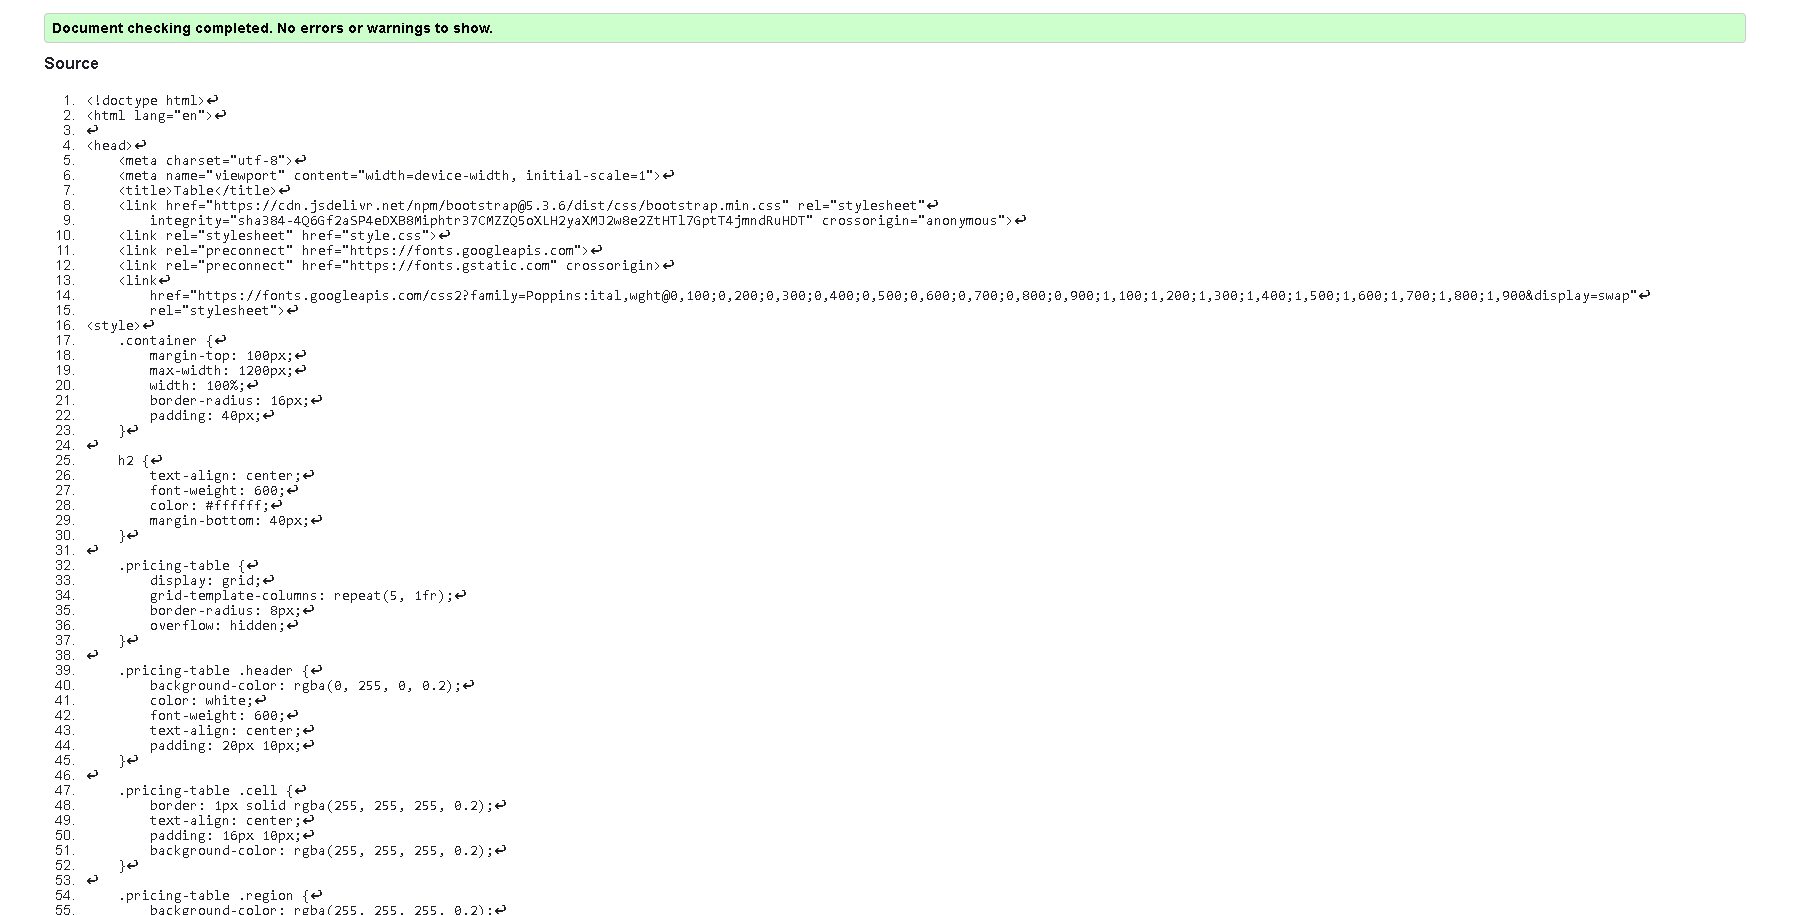 Document checking completed. No errors or warnings to show.
Source
1. <!doctype html>↩
2. <html lang="en">↩
3. ↩
4. <head>↩
5. <meta charset="utf-8">↩
6. <meta name="viewport" content="width=device-width, initial-scale=1">↩
7. <title>Table</title>↩
8. <link href="https://cdn.jsdelivr.net/npm/bootstrap@5.3.6/dist/css/bootstrap.min.css" rel="stylesheet"↩
9. integrity="sha384-4Q6Gf2aSP4eDXB8Miphtr37CMZZQ5oXLH2yaXMJ2w8e2ZtHTl7GptT4jmndRuHDT" crossorigin="anonymous">↩
10. <link rel="stylesheet" href="style.css">↩
11. <link rel="preconnect" href="https://fonts.googleapis.com">↩
12. <link rel="preconnect" href="https://fonts.gstatic.com" crossorigin>↩
13. <link↩
14. href="https://fonts.googleapis.com/css2?family=Poppins:ital,wght@0,100;0,200;0,300;0,400;0,500;0,600;0,700;0,800;0,900;1,100;1,200;1,300;1,400;1,500;1,600;1,700;1,800;1,900&display=swap"↩
15. rel="stylesheet">↩
16. <style>↩
17. .container {↩
18. margin-top: 100px;↩
19. max-width: 1200px;↩
20. width: 100%;↩
21. border-radius: 16px;↩
22. padding: 40px;↩
23. }↩
24. ↩
25. h2 {↩
26. text-align: center;↩
27. font-weight: 600;↩
28. color: #ffffff;↩
29. margin-bottom: 40px;↩
30. }↩
31. ↩
32. .pricing-table {↩
33. display: grid;↩
34. grid-template-columns: repeat(5, 1fr);↩
35. border-radius: 8px;↩
36. overflow: hidden;↩
37. }↩
38. ↩
39. .pricing-table .header {↩
40. background-color: rgba(0, 255, 0, 0.2);↩
41. color: white;↩
42. font-weight: 600;↩
43. text-align: center;↩
44. padding: 20px 10px;↩
45. }↩
46. ↩
47. .pricing-table .cell {↩
48. border: 1px solid rgba(255, 255, 255, 0.2);↩
49. text-align: center;↩
50. padding: 16px 10px;↩
51. background-color: rgba(255, 255, 255, 0.2);↩
52. }↩
53. ↩
54. .pricing-table .region {↩
55. background-color: rgba(255, 255, 255, 0.2);↩